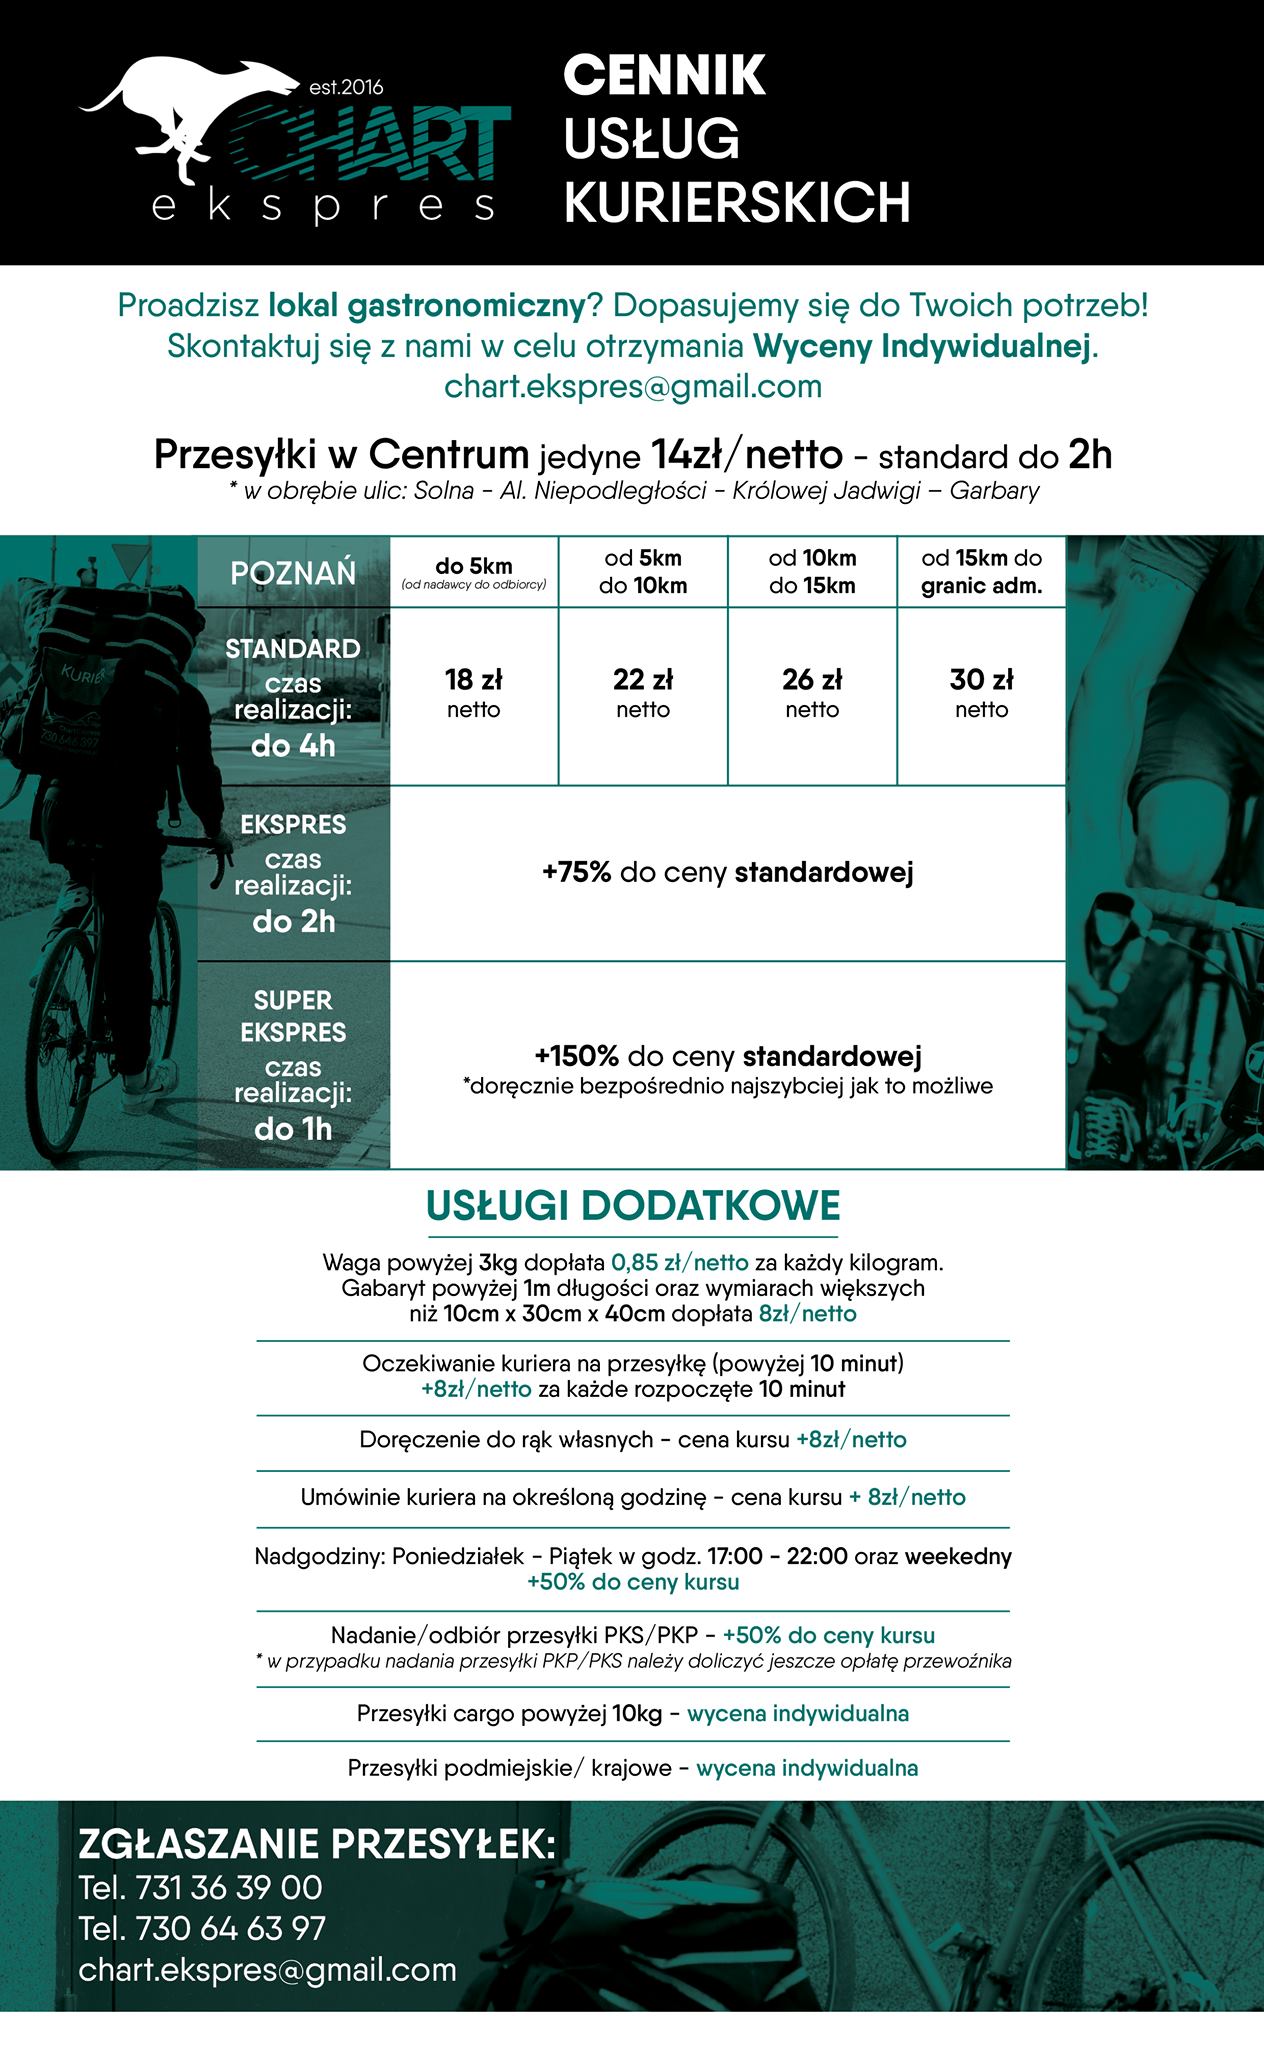 est.2016
CHART
ekspres
CENNIK
USŁUG
KURIERSKICH
Proadzisz lokal gastronomiczny? Dopasujemy się do Twoich potrzeb!
Skontaktuj się z nami w celu otrzymania Wyceny Indywidualnej.
chart.ekspres@gmail.com
Przesyłki w Centrum jedyne 14zł/netto - standard do 2h
* w obrębie ulic: Solna - Al. Niepodległości - Królowej Jadwigi – Garbary
POZNAŃ
do 5km
(od nadawcy do odbiorcy)
od 5km
do 10km
od 10km
do 15km
od 15km do
granic adm.
STANDARD
czas
realizacji:
do 4h
18 zł
netto
22 zł
netto
26 zł
netto
30 zł
netto
EKSPRES
czas
realizacji:
do 2h
+75% do ceny standardowej
SUPER
EKSPRES
czas
realizacji:
do 1h
+150% do ceny standardowej
*doręcznie bezpośrednio najszybciej jak to możliwe
KURIER
730 646 397
USŁUGI DODATKOWE
Waga powyżej 3kg dopłata 0,85 zł/netto za każdy kilogram.
Gabaryt powyżej 1m długości oraz wymiarach większych
niż 10cm x 30cm x 40cm dopłata 8zł/netto
Oczekiwanie kuriera na przesyłkę (powyżej 10 minut)
+8zł/netto za każde rozpoczęte 10 minut
Doręczenie do rąk własnych - cena kursu +8zł/netto
Umówinie kuriera na określoną godzinę - cena kursu + 8zł/netto
Nadgodziny: Poniedziałek - Piątek w godz. 17:00 - 22:00 oraz weekedny
+50% do ceny kursu
Nadanie/odbiór przesyłki PKS/PKP - +50% do ceny kursu
* w przypadku nadania przesyłki PKP/PKS należy doliczyć jeszcze opłatę przewoźnika
Przesyłki cargo powyżej 10kg - wycena indywidualna
Przesyłki podmiejskie/ krajowe - wycena indywidualna
ZGŁASZANIE PRZESYŁEK:
Tel. 731 36 39 00
Tel. 730 64 63 97
chart.ekspres@gmail.com